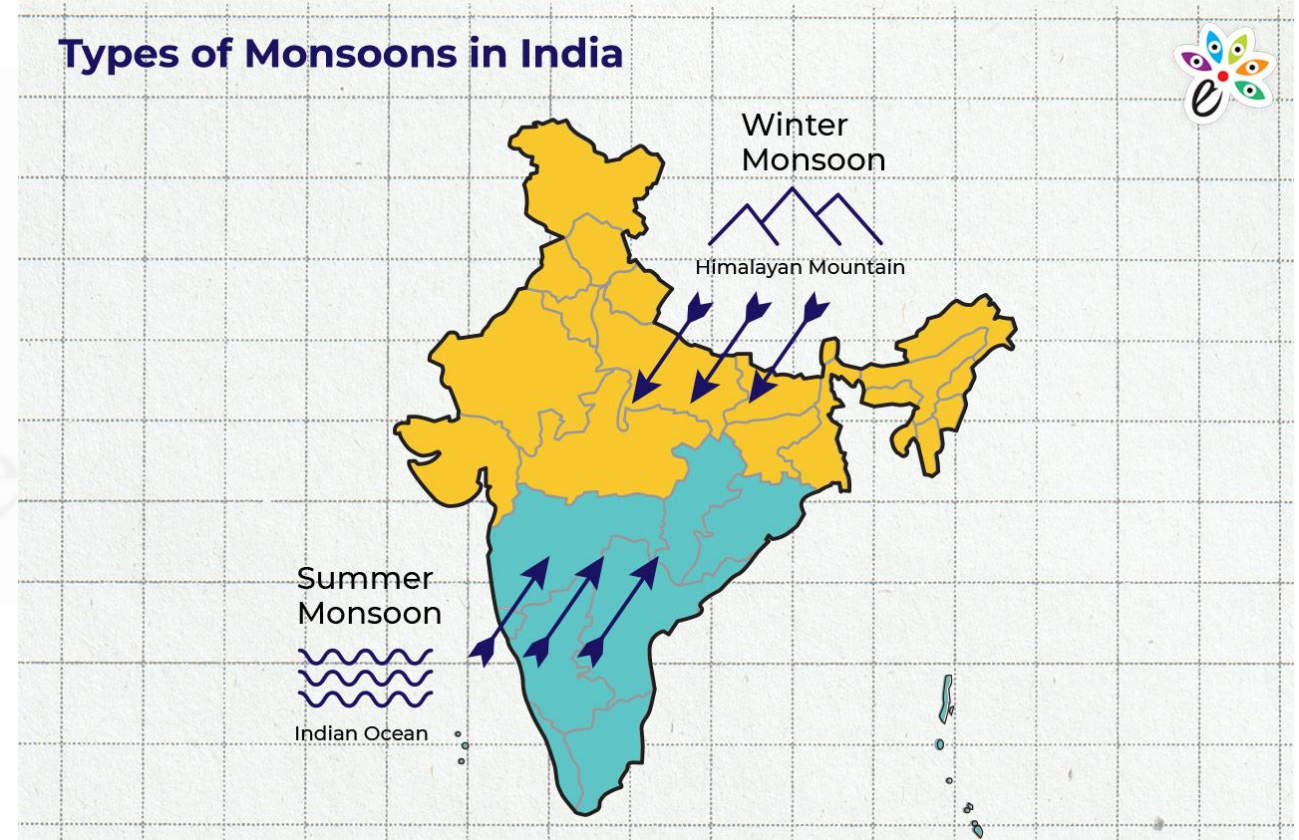 Types of Monsoons in India
e
Winter
Monsoon
Himalayan Mountain
Summer
Monsoon
Indian Ocean